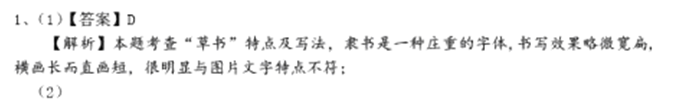 1、(1)【答案】D
【解析】本题考查“草书”特点及写法，隶书是一种庄重的字体,书写效果略微宽扁,
横画长而直画短，很明显与图片文字特点不符；
(2)